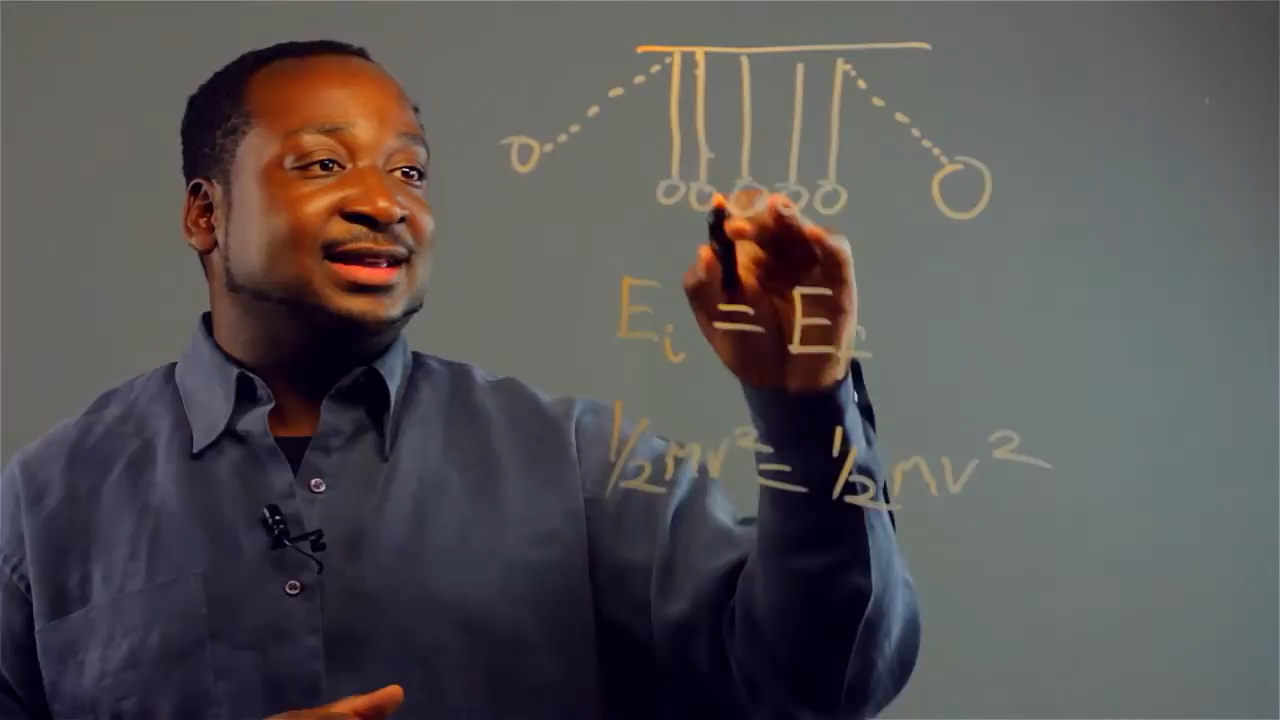 Ei = Ef
1/2mv² = 1/2mv²